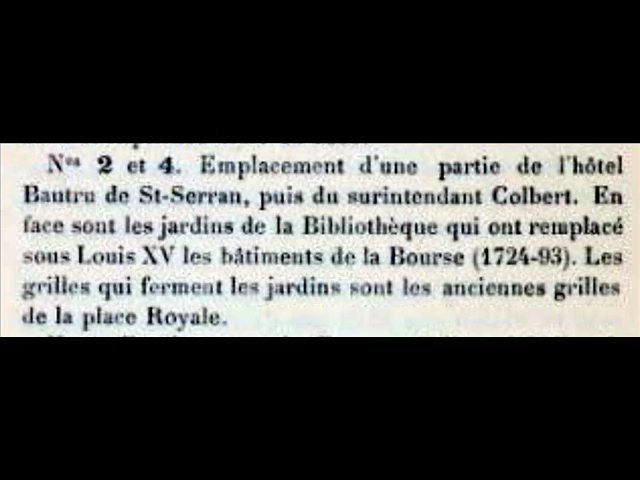 Nos 2 et 4. Emplacement d'une partie de l'hôtel
Bautru de St-Serran, puis du surintendant Colbert. En
face sont les jardins de la Bibliothèque qui ont remplacé
sous Louis XV les bâtiments de la Bourse (1724-93). Les
grilles qui ferment les jardins sont les anciennes grilles
de la place Royale.